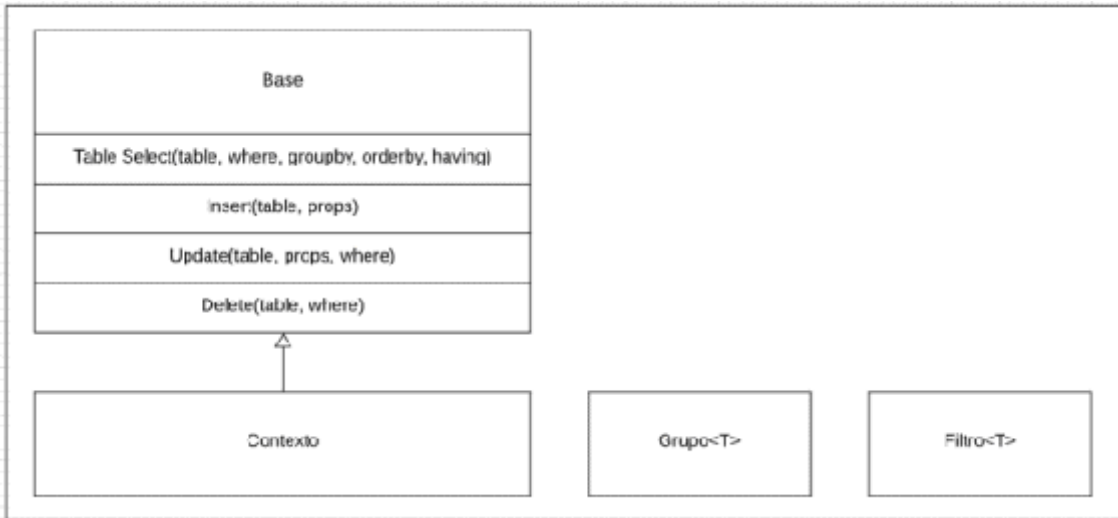 Base
Table Select(table, where, groupby, orderby, having)
Insert(table, props)
Update(table, props, where)
Delete(table, where)
Contexto
Grupo<T>
Filtro<T>